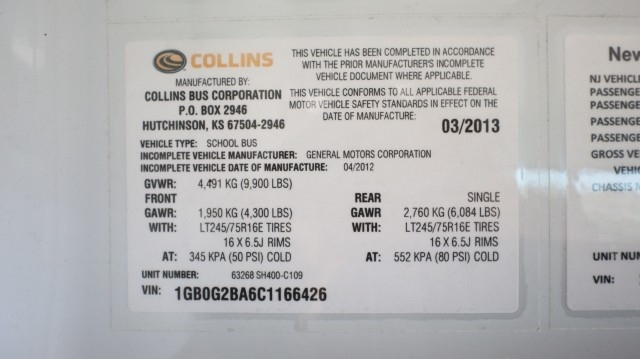 COLLINS
MANUFACTURED BY:
COLLINS BUS CORPORATION
P.O. BOX 2946
HUTCHINSON, KS 67504-2946
THIS VEHICLE HAS BEEN COMPLETED IN ACCORDANCE
WITH THE PRIOR MANUFACTURER'S INCOMPLETE
VEHICLE DOCUMENT WHERE APPLICABLE.
THIS VEHICLE CONFORMS TO ALL APPLICABLE FEDERAL
MOTOR VEHICLE SAFETY STANDARDS IN EFFECT ON THE
DATE OF MANUFACTURE:
03/2013
VEHICLE TYPE: SCHOOL BUS
INCOMPLETE VEHICLE MANUFACTURER: GENERAL MOTORS CORPORATION
INCOMPLETE VEHICLE DATE OF MANUFACTURE: 04/2012
GVWR: 4,491 KG (9,900 LBS)
FRONT
GAWR: 1,950 KG (4,300 LBS)
WITH: LT245/75R16E TIRES
16 X 6.5J RIMS
AT: 345 KPA (50 PSI) COLD
REAR SINGLE
GAWR 2,760 KG (6,084 LBS)
WITH: LT245/75R16E TIRES
16 X 6.5J RIMS
AT: 552 KPA (80 PSI) COLD
UNIT NUMBER: 63268 SH400-C109
VIN: 1GB0G2BA6C1166426
New
NJ VEHICL
PASSENGE
PASSENGE
PASSENGE
PASSENGE
GROSS VE
VEHI
CHASSIS M
UNIT NUM
VIN: